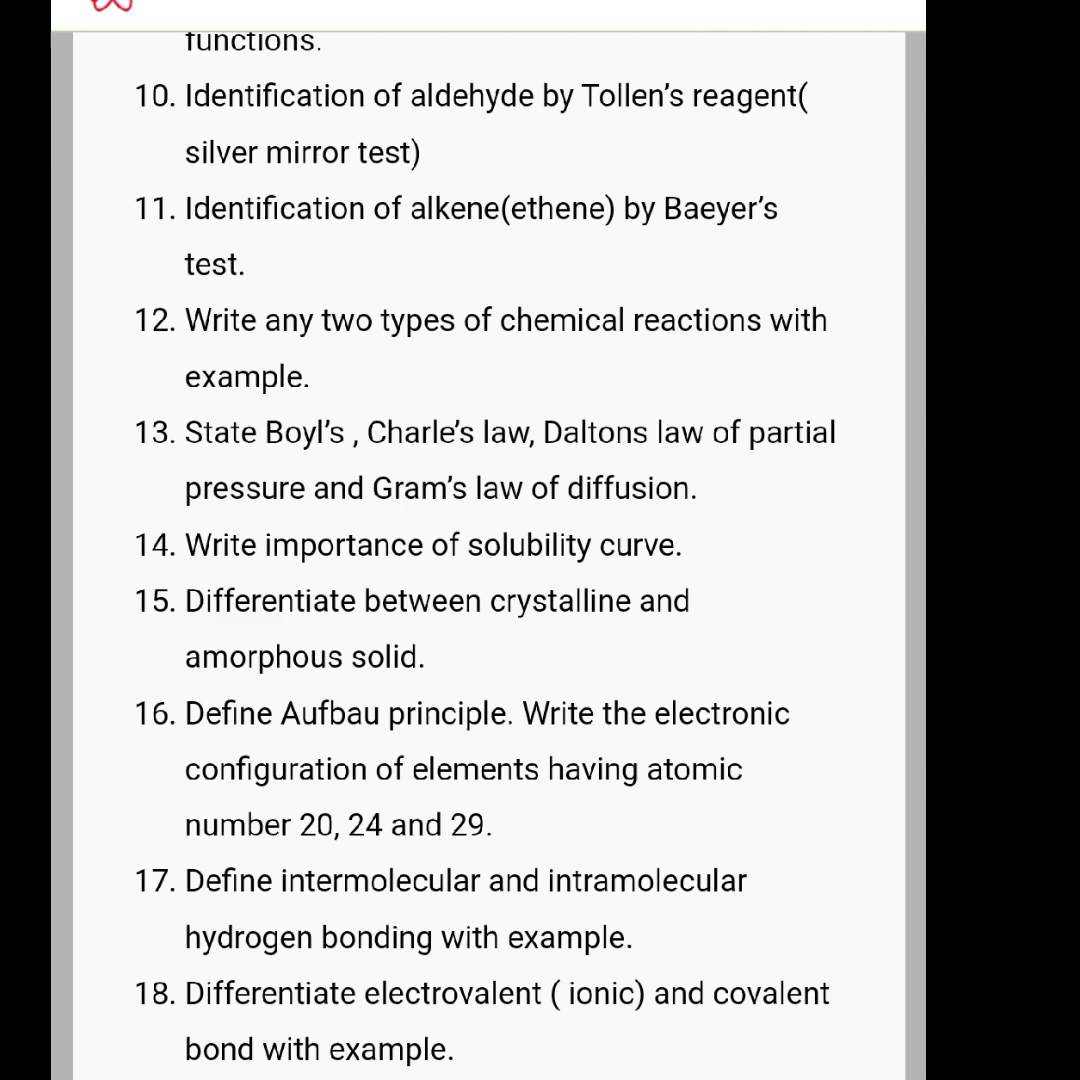 functions.
10. Identification of aldehyde by Tollen’s reagent(
silver mirror test)
11. Identification of alkene(ethene) by Baeyer’s
test.
12. Write any two types of chemical reactions with
example.
13. State Boyl’s , Charle’s law, Daltons law of partial
pressure and Gram’s law of diffusion.
14. Write importance of solubility curve.
15. Differentiate between crystalline and
amorphous solid.
16. Define Aufbau principle. Write the electronic
configuration of elements having atomic
number 20, 24 and 29.
17. Define intermolecular and intramolecular
hydrogen bonding with example.
18. Differentiate electrovalent ( ionic) and covalent
bond with example.